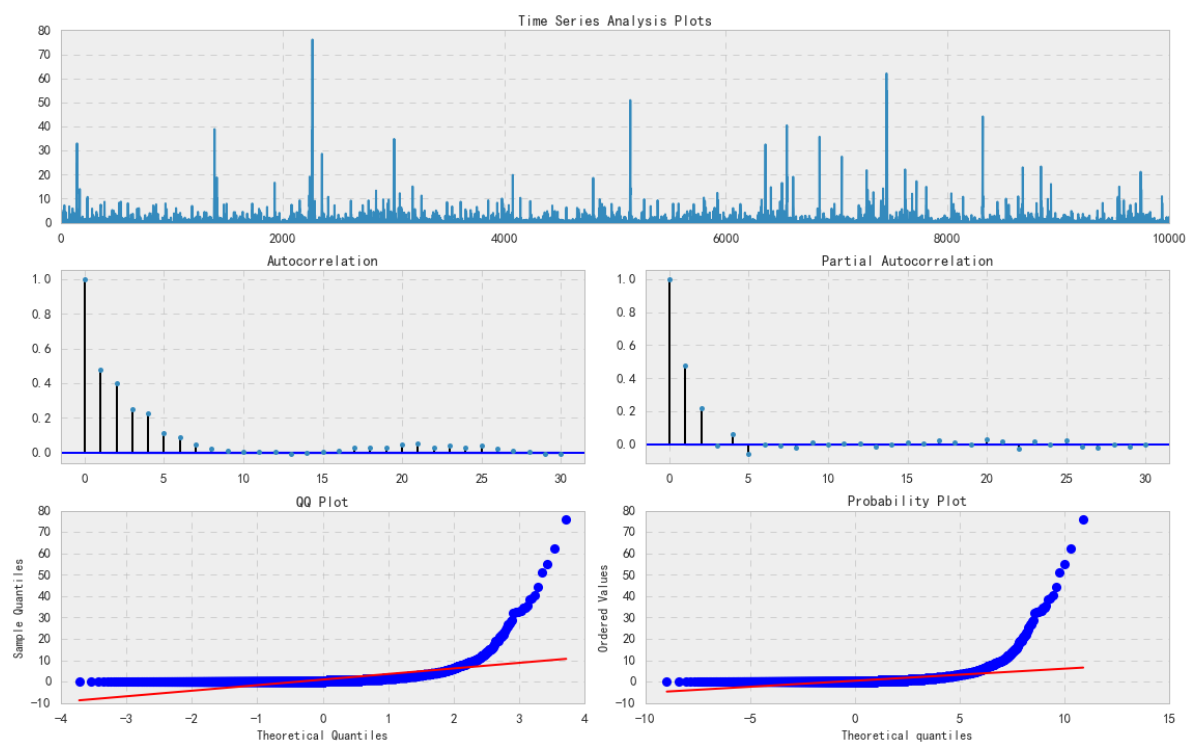 Time Series Analysis Plots
80
70
60
50
40
30
20
10
0
0 2000 4000 6000 8000 10000
Autocorrelation
1.0
0.8
0.6
0.4
0.2
0.0
0 5 10 15 20 25 30
Partial Autocorrelation
1.0
0.8
0.6
0.4
0.2
0.0
0 5 10 15 20 25 30
QQ Plot
Sample Quantiles
80
70
60
50
40
30
20
10
0
−10
−4 −3 −2 −1 0 1 2 3 4
Theoretical Quantiles
Probability Plot
Ordered Values
80
70
60
50
40
30
20
10
0
−10
−10 −5 0 5 10 15
Theoretical quantiles